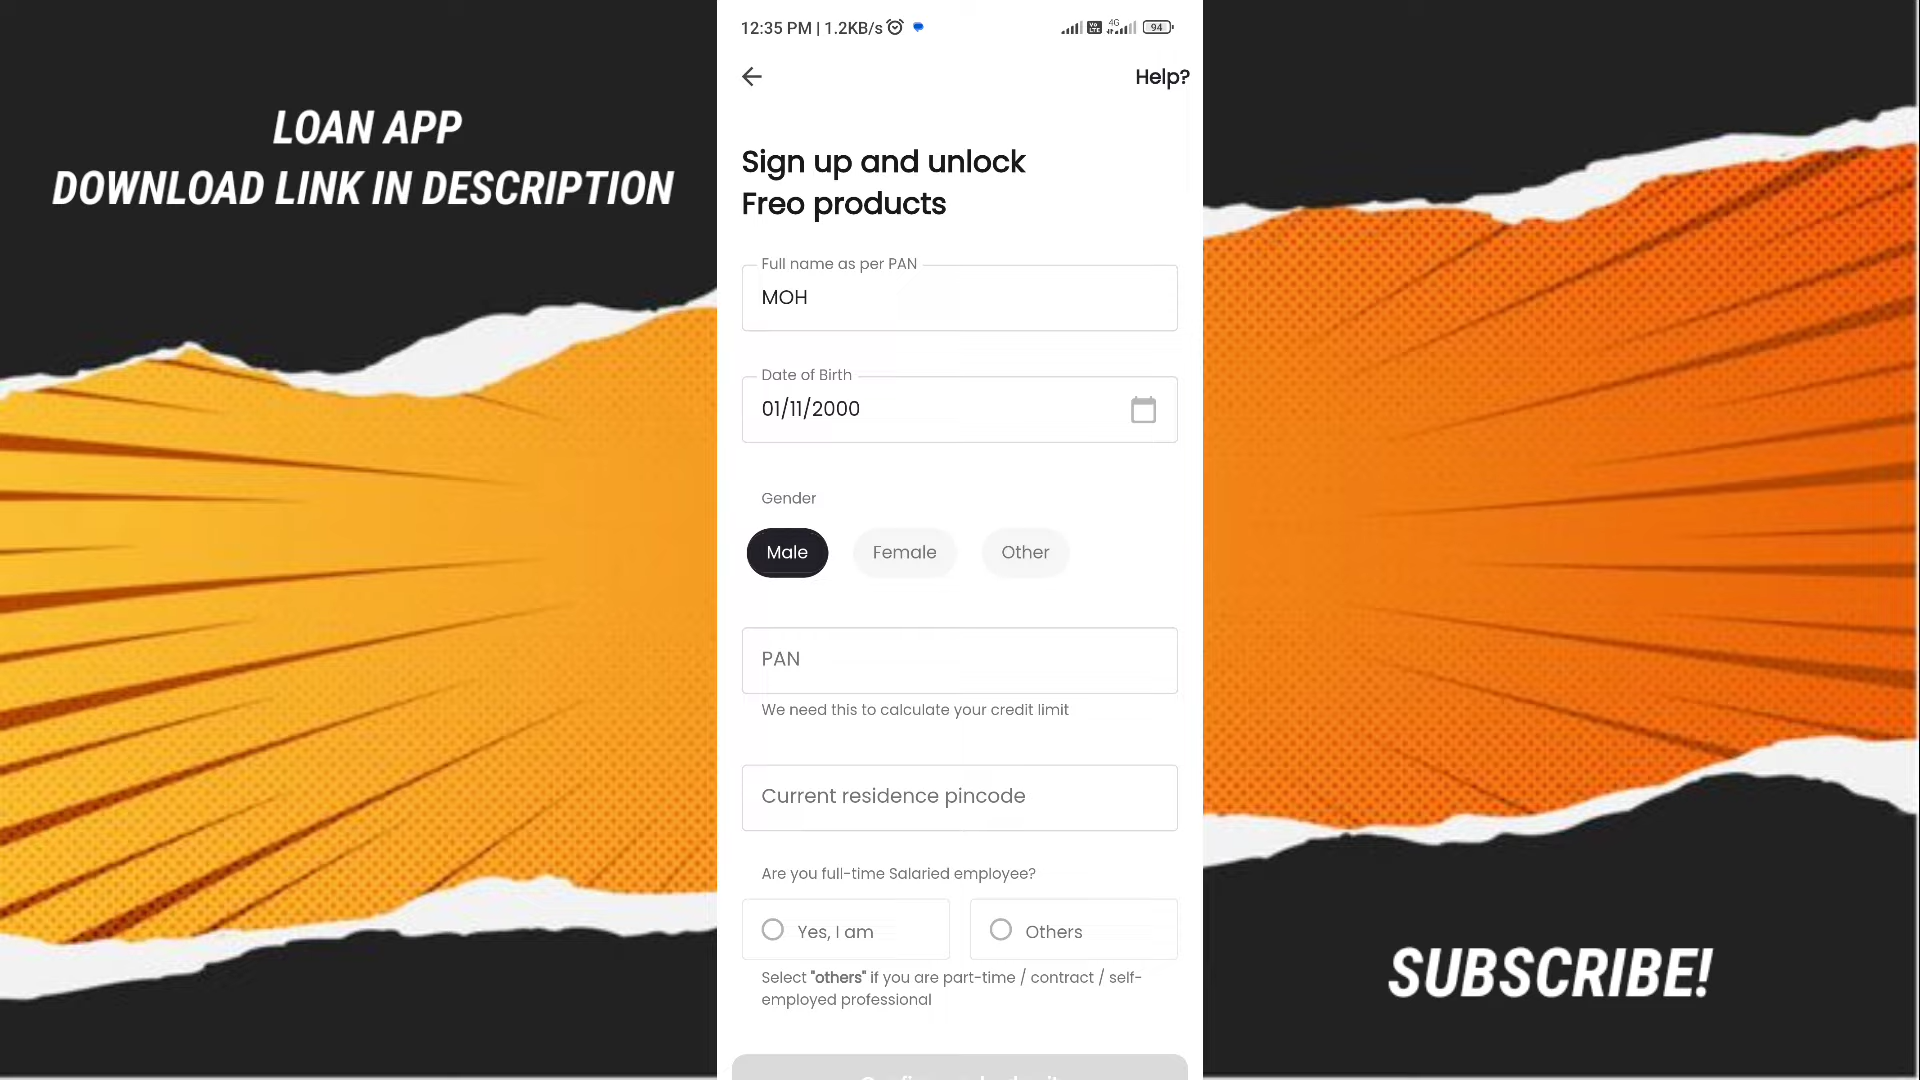 LOAN APP
DOWNLOAD LINK IN DESCRIPTION
12:35 PM | 1.2KB/s
4G
94
Help?
Sign up and unlock
Freo products
Full name as per PAN
MOH
Date of Birth
01/11/2000
Gender
Male
Female
Other
PAN
We need this to calculate your credit limit
Current residence pincode
Are you full-time Salaried employee?
Yes, I am
Others
Select "others" if you are part-time / contract / self-
employed professional
SUBSCRIBE!